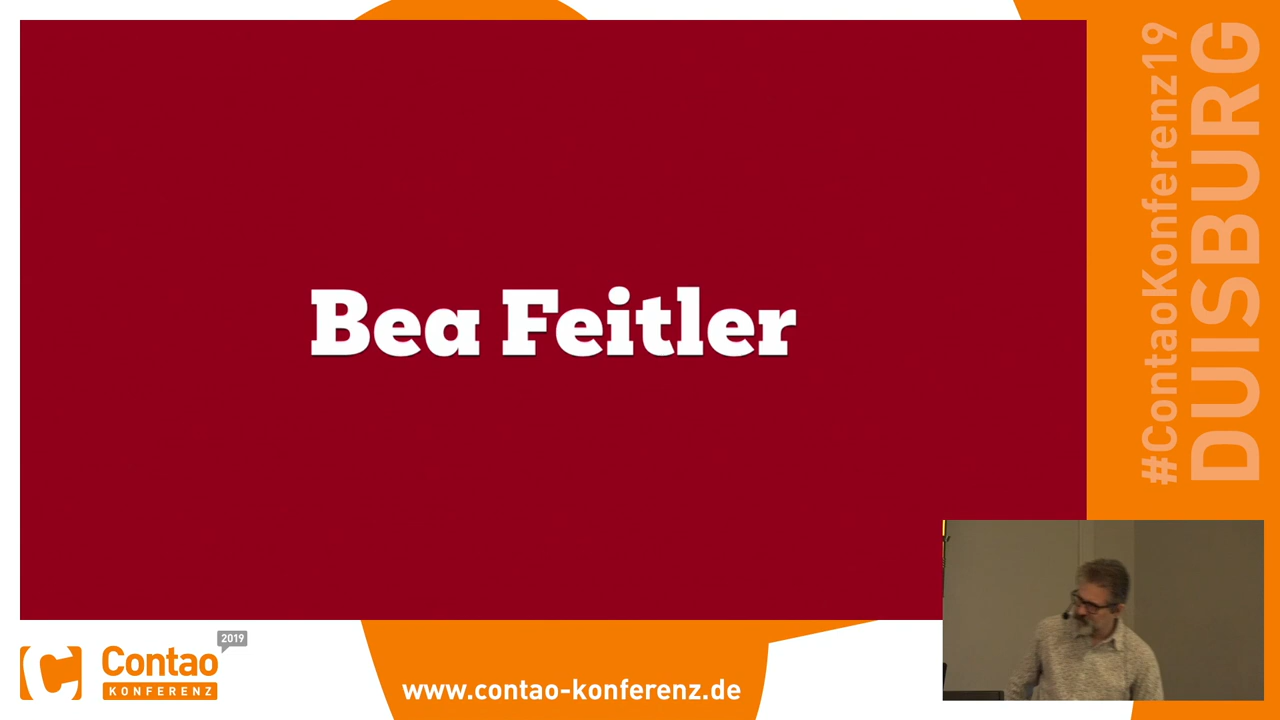 Bea Feitler
#ContaoKonferenz19
DUISBURG
Contao 2019
KONFERENZ
www.contao-konferenz.de